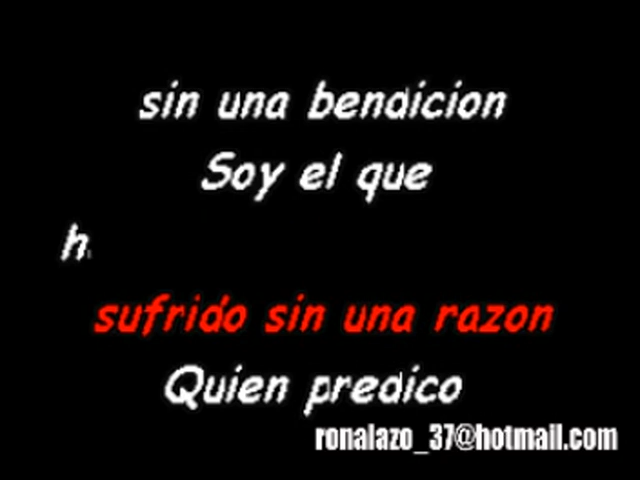 sin una bendicion
Soy el que
h
sufrido sin una razon
Quien predico
ronalazo_37@hotmail.com